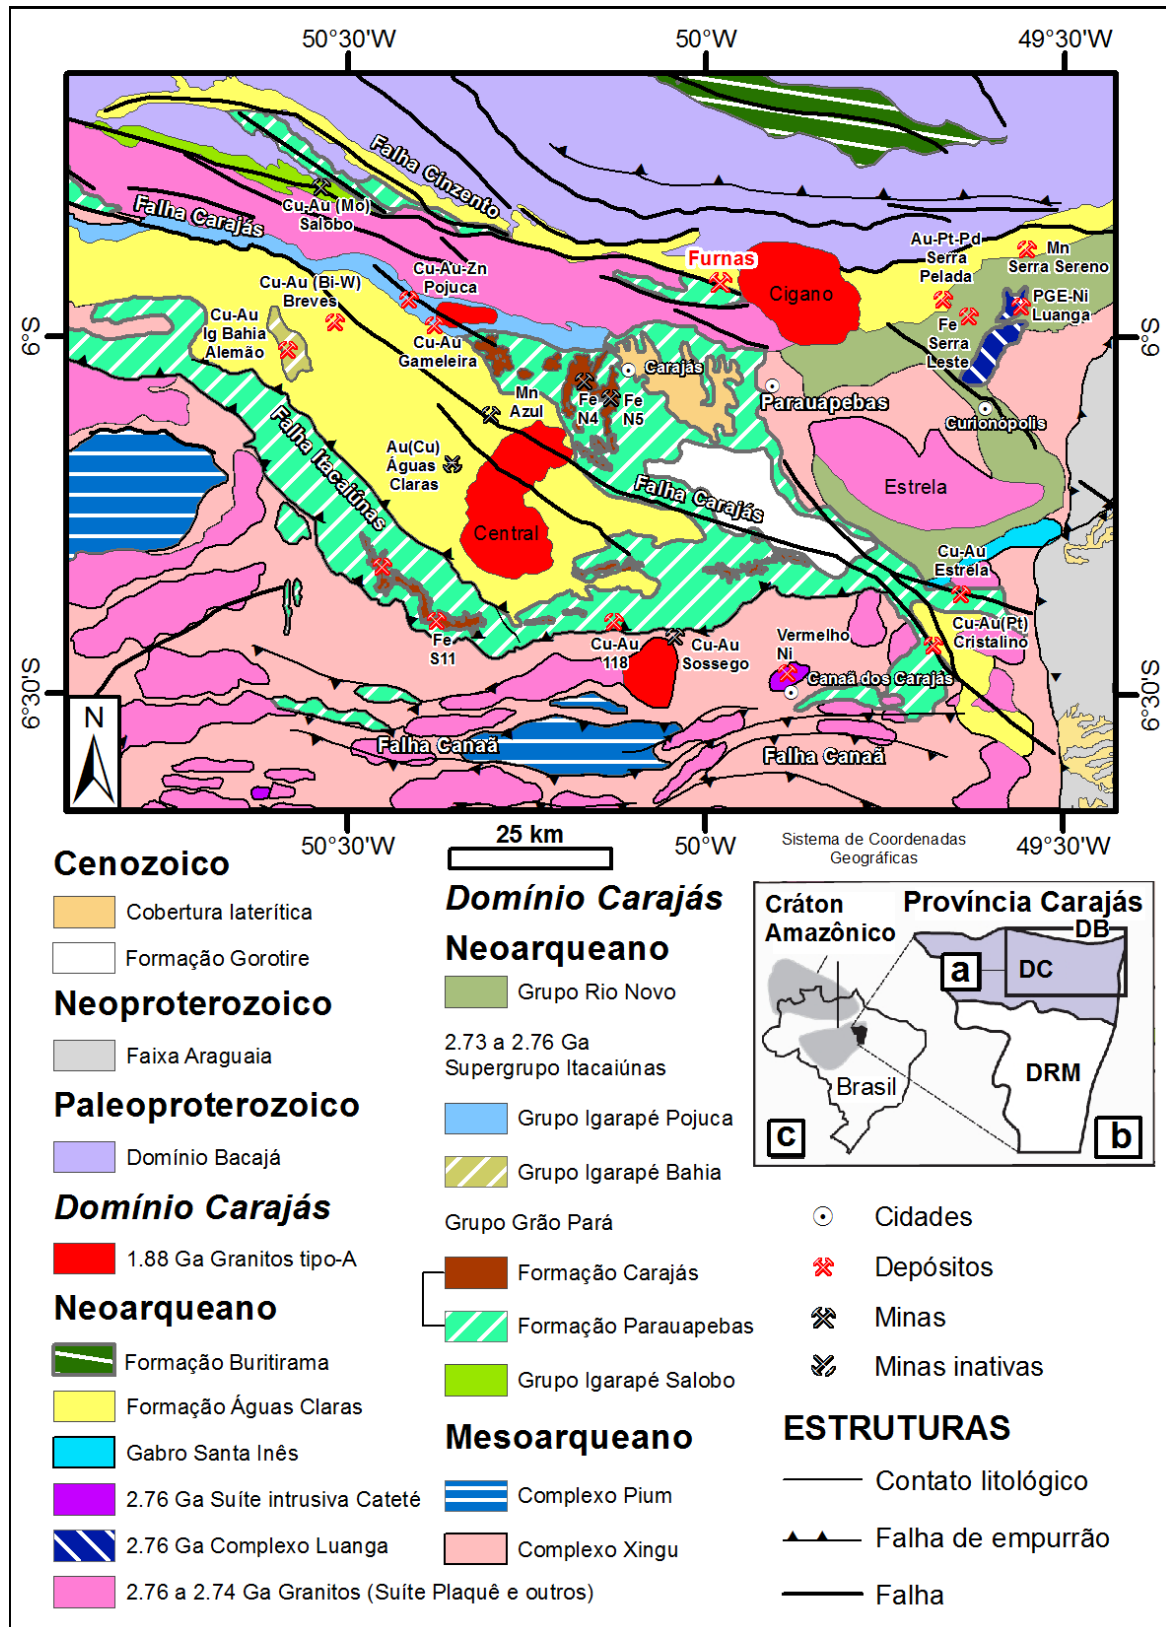 50°30'W
50°W
49°30'W
6°S
6°30'S
6°S
6°30'S
Falha Cinzento
Cu-Au (Mo)
Salobo
Falha Carajás
Cu-Au-Zn
Pojuca
Cu-Au (Bi-W)
Breves
Cu-Au
Ig Bahia
Alemão
Cu-Au
Gameleira
Furnas
Cigano
Au-Pt-Pd
Serra
Pelada
Mn
Serra Sereno
PGE-Ni
Luanga
Fe
Serra
Leste
Carajás
Parauapebas
Curionópolis
Mn
Azul
Fe
N4
Fe
N5
Au(Cu)
Águas
Claras
Falha Itacaiúnas
Falha Carajás
Central
Estrela
Cu-Au
Estrela
Fe
S11
Cu-Au
118
Cu-Au
Sossego
Vermelho
Ni
Cu-Au(Pt)
Cristalino
Canaã dos Carajás
Falha Canaã
Falha Canaã
N
50°30'W
50°W
49°30'W
25 km
Sistema de Coordenadas
Geográficas
Cenozoico
Cobertura laterítica
Formação Gorotire
Neoproterozoico
Faixa Araguaia
Paleoproterozoico
Domínio Bacajá
Domínio Carajás
1.88 Ga Granitos tipo-A
Neoarqueano
Formação Buritirama
Formação Águas Claras
Gabro Santa Inês
2.76 Ga Suíte intrusiva Cateté
2.76 Ga Complexo Luanga
2.76 a 2.74 Ga Granitos (Suíte Plaquê e outros)
Domínio Carajás
Neoarqueano
Grupo Rio Novo
2.73 a 2.76 Ga
Supergrupo Itacaiúnas
Grupo Igarapé Pojuca
Grupo Igarapé Bahia
Grupo Grão Pará
Formação Carajás
Formação Parauapebas
Grupo Igarapé Salobo
Mesoarqueano
Complexo Pium
Complexo Xingu
Cráton
Amazônico
Província Carajás
DB
a
DC
DRM
Brasil
c
b
Cidades
Depósitos
Minas
Minas inativas
ESTRUTURAS
Contato litológico
Falha de empurrão
Falha